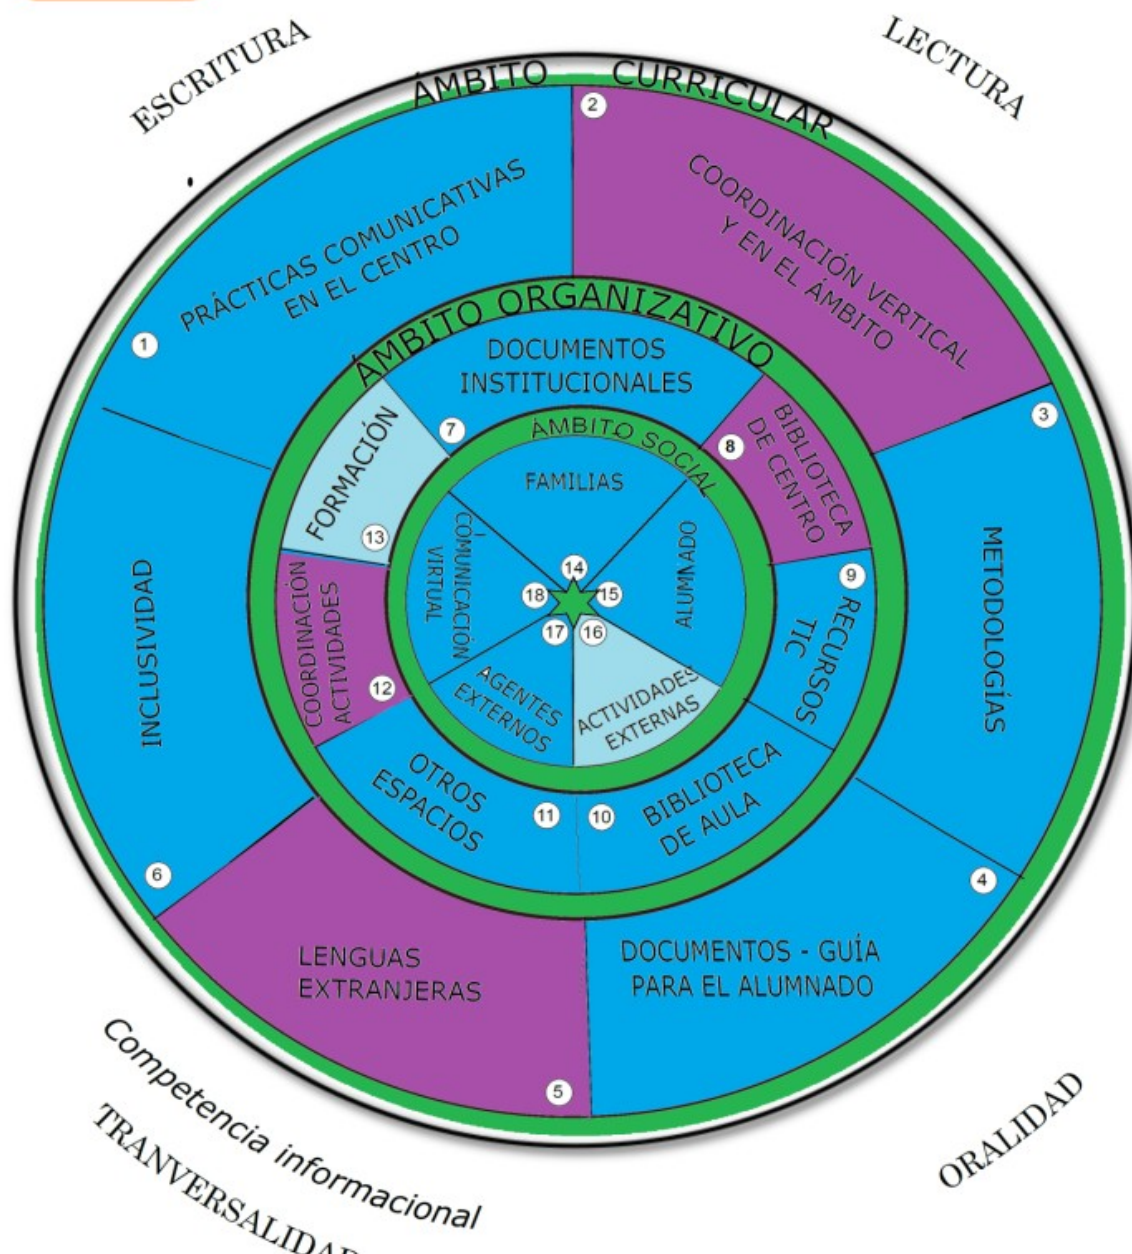 ESCRITURA
LECTURA
ÁMBITO CURRICULAR
1
PRÁCTICAS COMUNICATIVAS
EN EL CENTRO
2
COORDINACIÓN VERTICAL
Y EN EL ÁMBITO
3
METODOLOGÍAS
4
DOCUMENTOS - GUÍA
PARA EL ALUMNADO
5
LENGUAS
EXTRANJERAS
6
INCLUSIVIDAD
ÁMBITO ORGANIZATIVO
7
DOCUMENTOS
INSTITUCIONALES
8
BIBLIOTECA
DE CENTRO
9
RECURSOS
TIC
10
BIBLIOTECA
DE AULA
11
OTROS
ESPACIOS
12
COORDINACIÓN
ACTIVIDADES
13
FORMACIÓN
ÁMBITO SOCIAL
14
FAMILIAS
15
ALUMNADO
16
ACTIVIDADES
EXTERNAS
17
AGENTES
EXTERNOS
18
CÓMUNICACIÓN
VIRTUAL
Competencia informacional
TRANVERSALIDAD
ORALIDAD